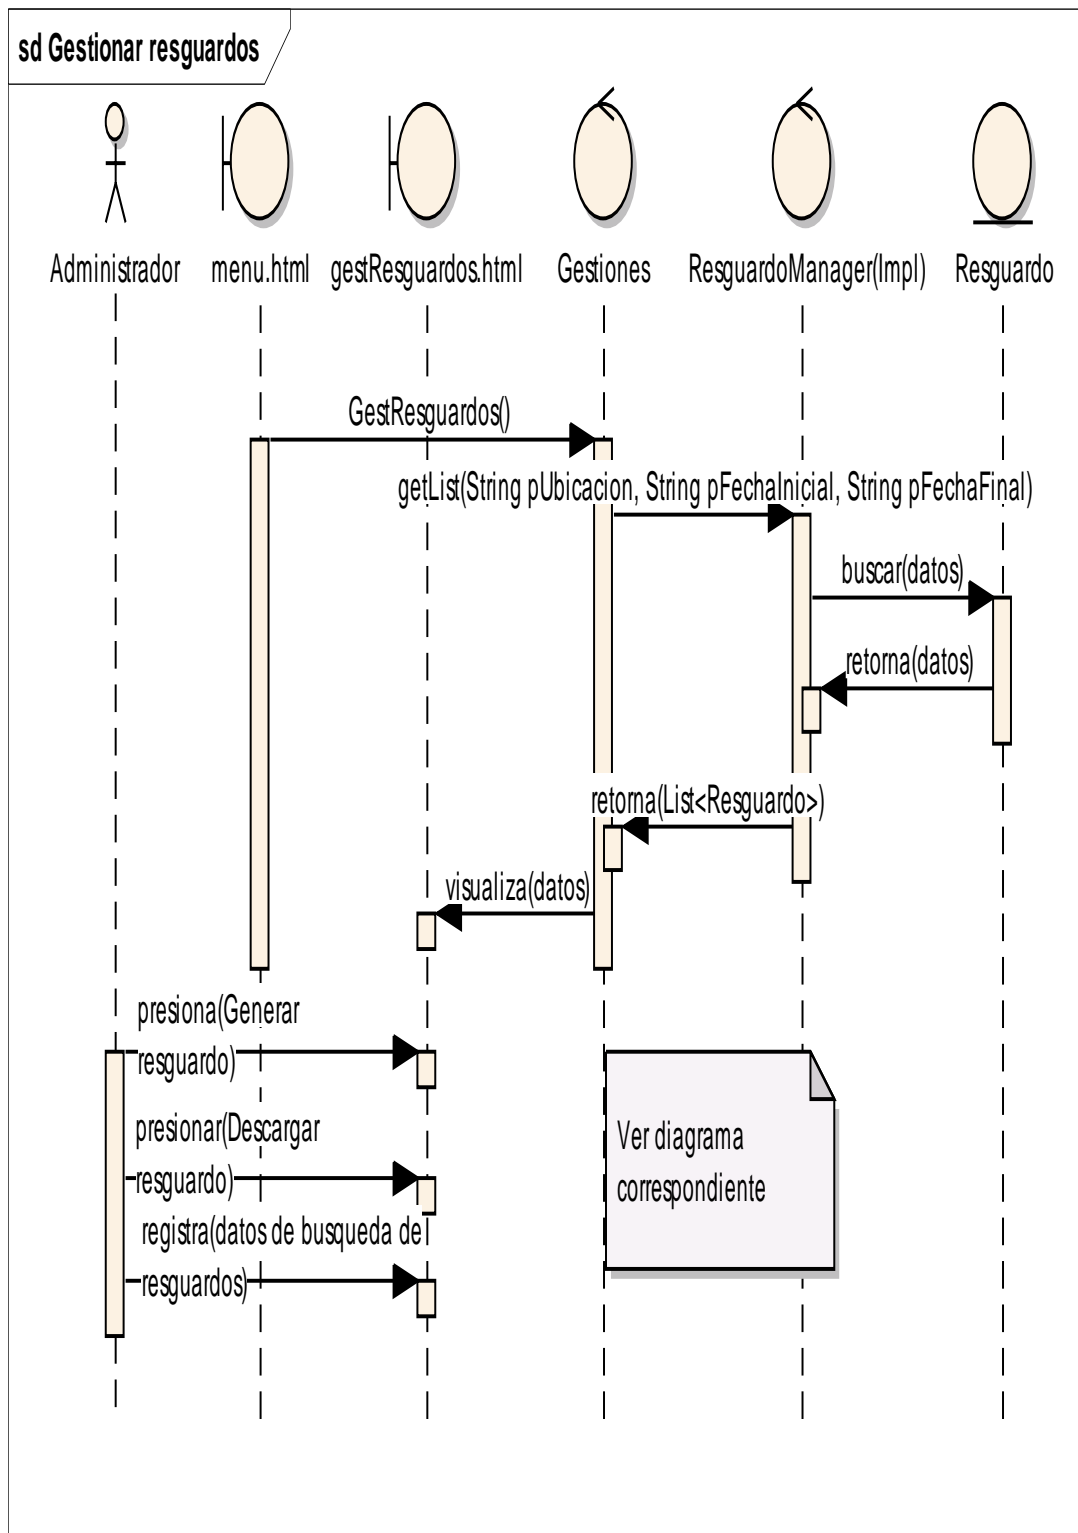 sd Gestionar resguardos
Administrador
menu.html
gestResguardos.html
Gestiones
ResguardoManager(Impl)
Resguardo
GestResguardos()
getList(String pUbicacion, String pFechaInicial, String pFechaFinal)
buscar(datos)
retorna(datos)
retorna(List<Resguardo>)
visualiza(datos)
presiona(Generar
resguardo)
Ver diagrama
correspondiente
presionar(Descargar
resguardo)
registra(datos de busqueda de
resguardos)